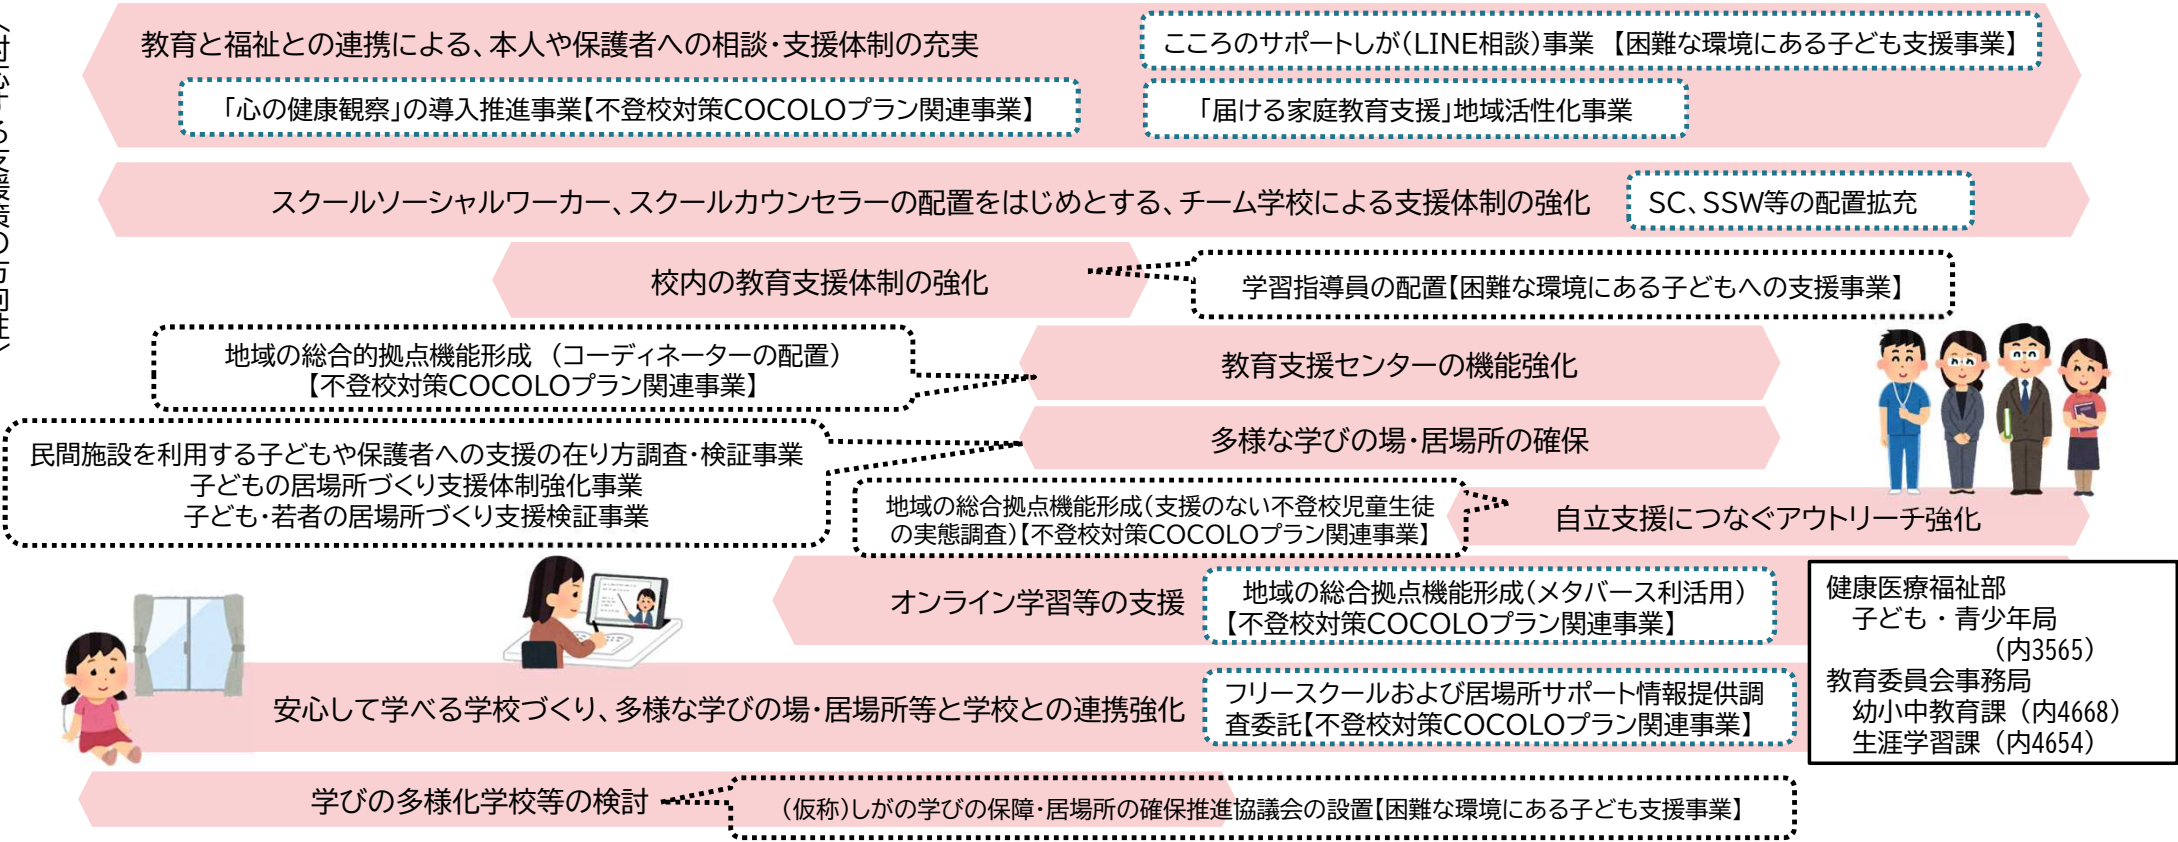 〈対応する支援策の方向性〉
教育と福祉との連携による、本人や保護者への相談・支援体制の充実
こころのサポートしが(LINE相談)事業 【困難な環境にある子ども支援事業】
「心の健康観察」の導入推進事業【不登校対策COCOLOプラン関連事業】
「届ける家庭教育支援」地域活性化事業
スクールソーシャルワーカー、スクールカウンセラーの配置をはじめとする、チーム学校による支援体制の強化
SC、SSW等の配置拡充
校内の教育支援体制の強化
学習指導員の配置【困難な環境にある子どもへの支援事業】
地域の総合的拠点機能形成 (コーディネーターの配置)
【不登校対策COCOLOプラン関連事業】
教育支援センターの機能強化
民間施設を利用する子どもや保護者への支援の在り方調査・検証事業
子どもの居場所づくり支援体制強化事業
子ども・若者の居場所づくり支援検証事業
多様な学びの場・居場所の確保
地域の総合拠点機能形成(支援のない不登校児童生徒
の実態調査)【不登校対策COCOLOプラン関連事業】
自立支援につなぐアウトリーチ強化
オンライン学習等の支援
地域の総合拠点機能形成(メタバース利活用)
【不登校対策COCOLOプラン関連事業】
安心して学べる学校づくり、多様な学びの場・居場所等と学校との連携強化
フリースクールおよび居場所サポート情報提供調
査委託【不登校対策COCOLOプラン関連事業】
健康医療福祉部
子ども・青少年局
(内3565)
教育委員会事務局
幼小中教育課 (内4668)
生涯学習課 (内4654)
学びの多様化学校等の検討
(仮称)しがの学びの保障・居場所の確保推進協議会の設置【困難な環境にある子ども支援事業】